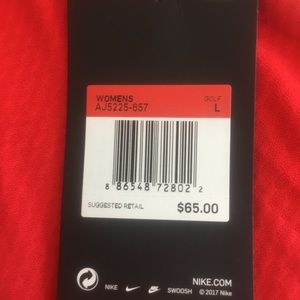 WOMENS GOLF
AJ5225-657 L
8 86548 72802 2
SUGGESTED RETAIL $65.00
NIKE.COM
NIKE SWOOSH © 2017 Nike